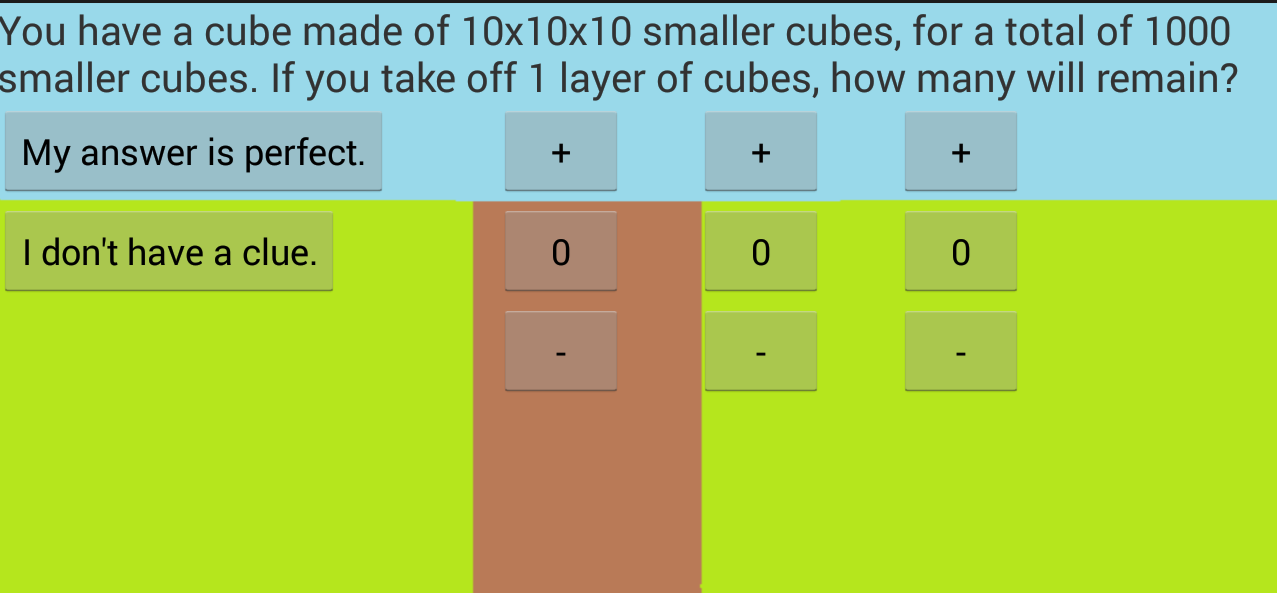 You have a cube made of 10x10x10 smaller cubes, for a total of 1000
smaller cubes. If you take off 1 layer of cubes, how many will remain?
My answer is perfect. + + +
I don't have a clue. 0 0 0
- - -